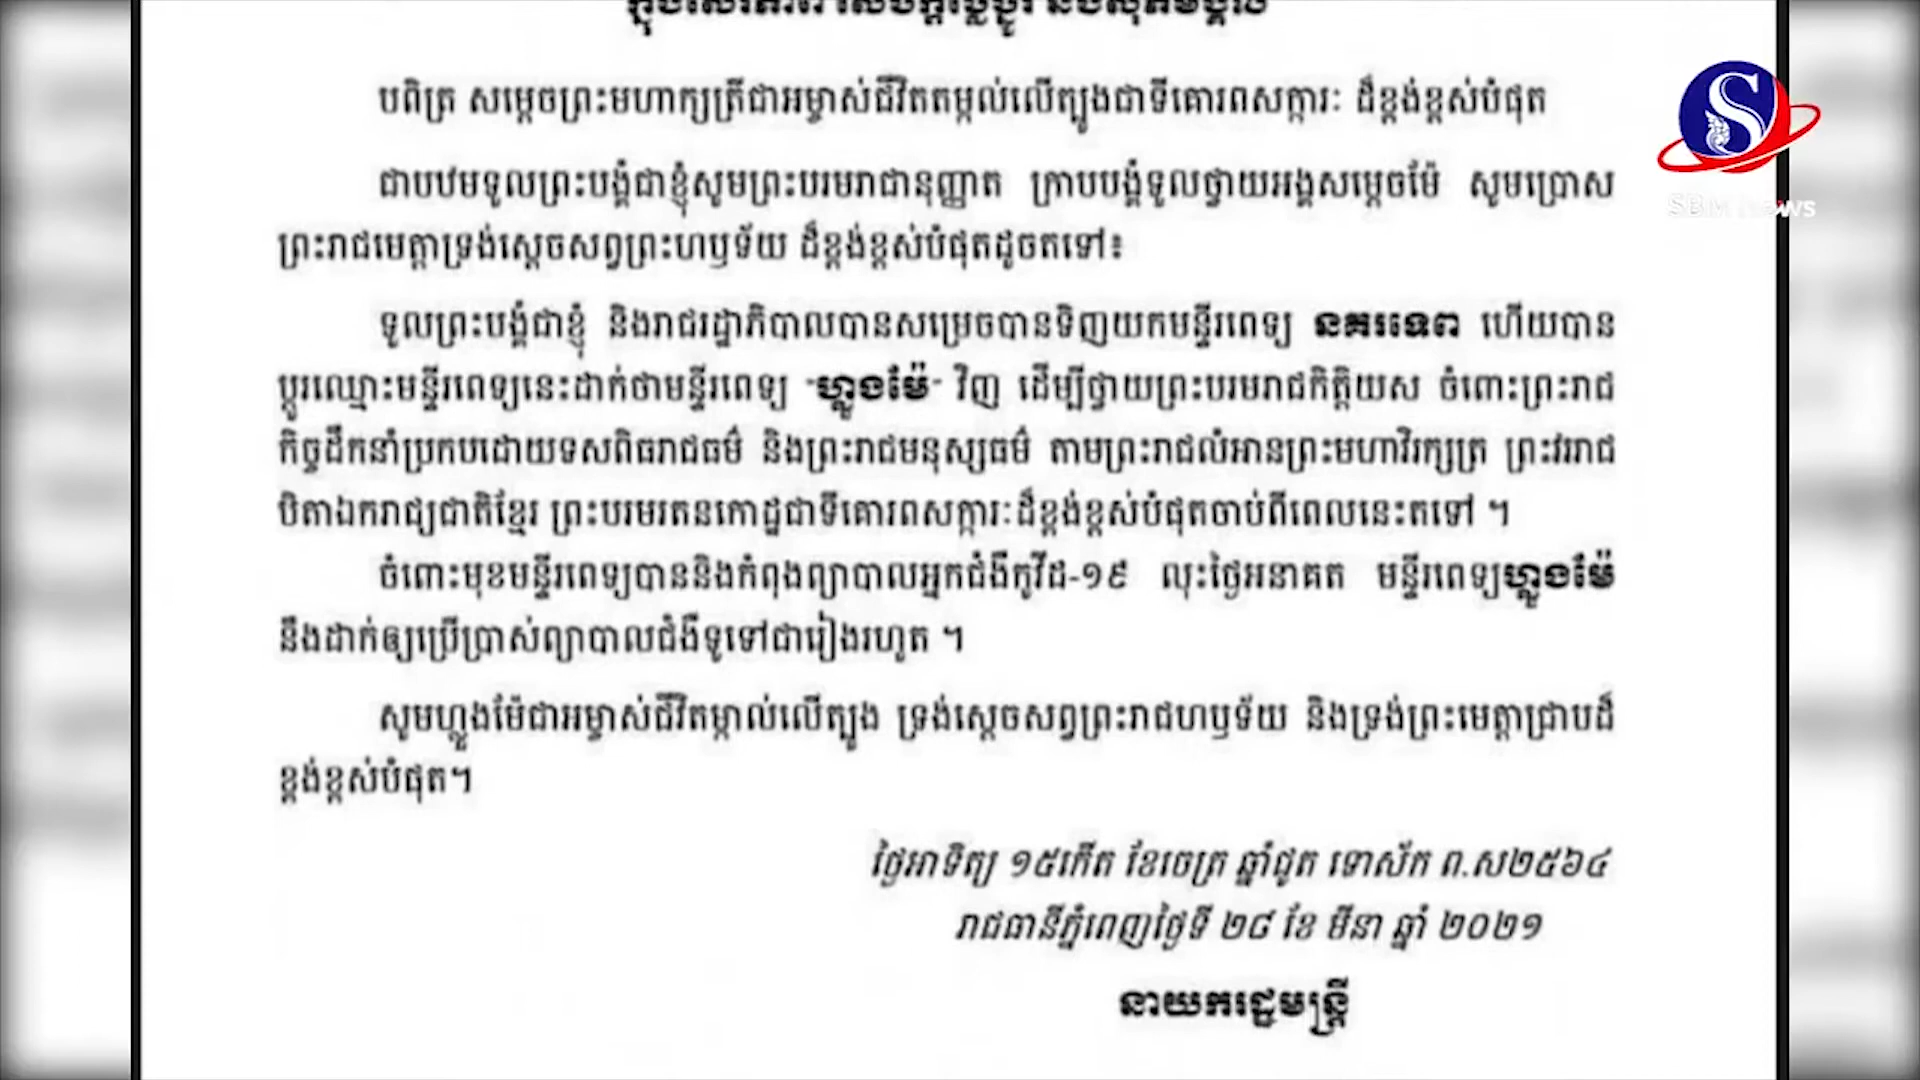 បពិត្រ សម្តេចព្រះមហាក្សត្រីជាអម្ចាស់ជីវិតតម្កល់លើត្បូងជាទីគោរពសក្ការៈ ដ៏ខ្ពង់ខ្ពស់បំផុត
ជាបឋមទូលព្រះបង្គំជាខ្ញុំសូមព្រះបរមរាជានុញ្ញាត ក្រាបបង្គំទូលថ្វាយអង្គសម្តេចម៉ែ សូមប្រោស
ព្រះរាជមេត្តាទ្រង់ស្តេចសព្វព្រះហឫទ័យ ដ៏ខ្ពង់ខ្ពស់បំផុតដូចតទៅ៖
ទូលព្រះបង្គំជាខ្ញុំ និងរាជរដ្ឋាភិបាលបានសម្រេចបានទិញយកមន្ទីរពេទ្យ នគរទេព ហើយបាន
ប្តូរឈ្មោះមន្ទីរពេទ្យនេះដាក់ថាមន្ទីរពេទ្យ "ហ្លួងម៉ែ" វិញ ដើម្បីថ្វាយព្រះបរមរាជកិត្តិយស ចំពោះព្រះរាជ
កិច្ចដឹកនាំប្រកបដោយទសពិធរាជធម៌ និងព្រះរាជមនុស្សធម៌ តាមព្រះរាជលំអានព្រះមហាវិរក្សត្រ ព្រះវររាជ
បិតាឯករាជ្យជាតិខ្មែរ ព្រះបរមរតនកោដ្ឋជាទីគោរពសក្ការៈដ៏ខ្ពង់ខ្ពស់បំផុតចាប់ពីពេលនេះតទៅ ។
ចំពោះមុខមន្ទីរពេទ្យបាននិងកំពុងព្យាបាលអ្នកជំងឺកូវីដ-១៩ លុះថ្ងៃអនាគត មន្ទីរពេទ្យហ្លួងម៉ែ
នឹងដាក់ឲ្យប្រើប្រាស់ព្យាបាលជំងឺទូទៅជារៀងរហូត ។
សូមហ្លួងម៉ែជាអម្ចាស់ជីវិតម្កាល់លើត្បូង ទ្រង់ស្តេចសព្វព្រះរាជហឫទ័យ និងទ្រង់ព្រះមេត្តាជ្រាបដ៏
ខ្ពង់ខ្ពស់បំផុត។
ថ្ងៃអាទិត្យ ១៥កើត ខែចេត្រ ឆ្នាំជូត ទោស័ក ព.ស២៥៦៤
រាជធានីភ្នំពេញថ្ងៃទី ២៨ ខែ មីនា ឆ្នាំ ២០២១
នាយករដ្ឋមន្ត្រី
SBM News